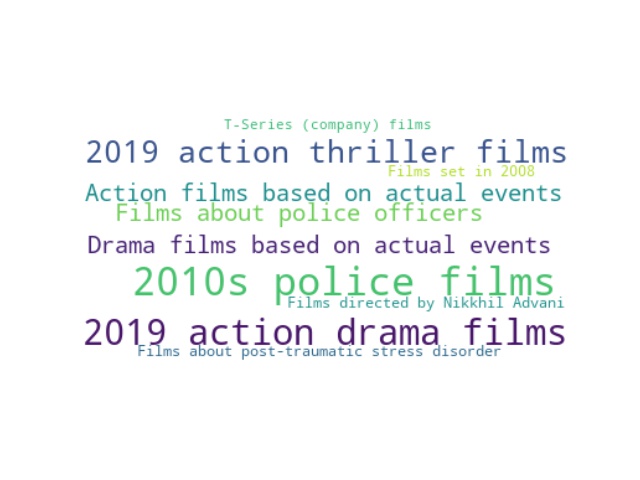 T-Series (company) films
2019 action thriller films
Films set in 2008
Action films based on actual events
Films about police officers
Drama films based on actual events
2010s police films
Films directed by Nikkhil Advani
2019 action drama films
Films about post-traumatic stress disorder